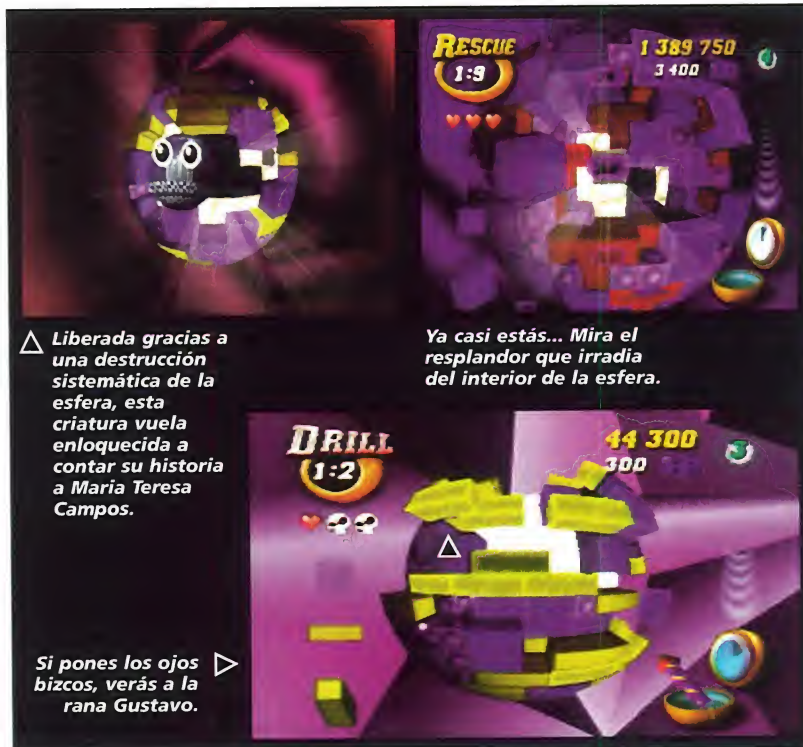 RESCUE
1:9
1 389 750
3 400
Liberada gracias a
una destrucción
sistemática de la
esfera, esta
criatura vuela
enloquecida a
contar su historia
a Maria Teresa
Campos.
Ya casi estás... Mira el
resplandor que irradia
del interior de la esfera.
DRILL
1:2
44 300
300
3
Si pones los ojos
bizcos, verás a la
rana Gustavo.